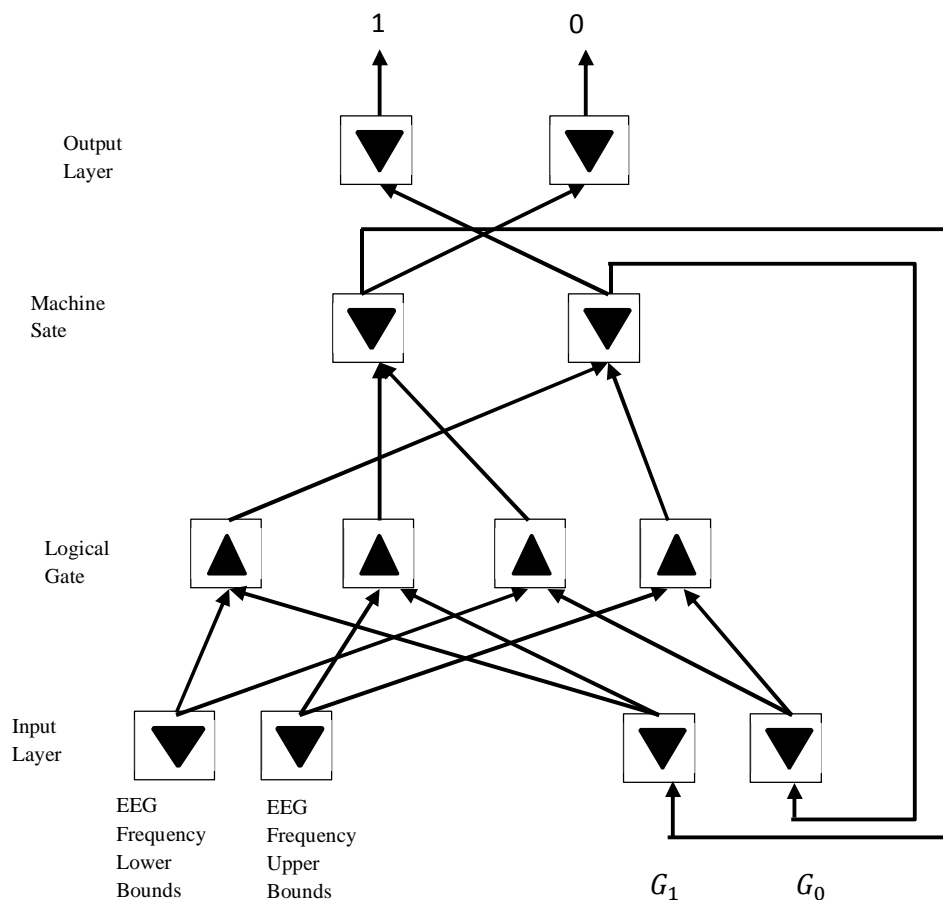 1
0
Output
Layer
Machine
Sate
Logical
Gate
Input
Layer
EEG
Frequency
Lower
Bounds
EEG
Frequency
Upper
Bounds
G₁
G₀